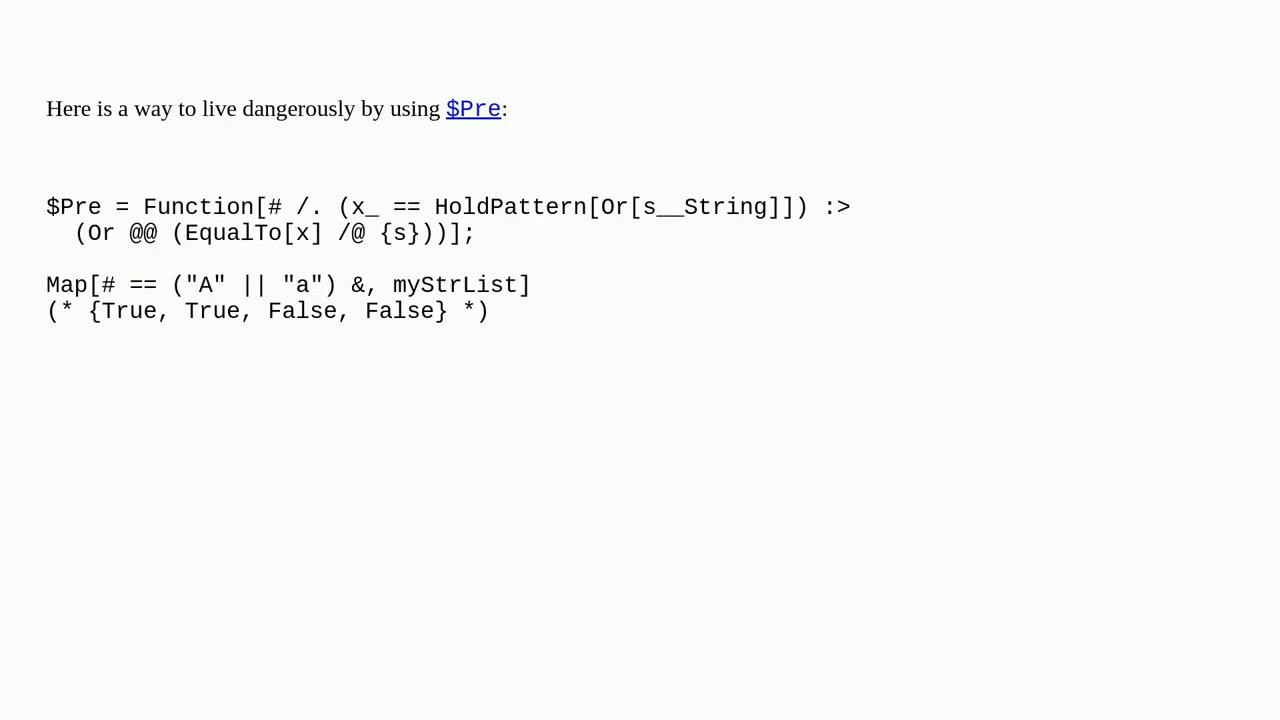 Here is a way to live dangerously by using $Pre:
$Pre = Function[# /. (x_ == HoldPattern[Or[s__String]]) :>
(Or @@ (EqualTo[x] /@ {s}))];
Map[# == ("A" || "a") &, myStrList]
(* {True, True, False, False} *)